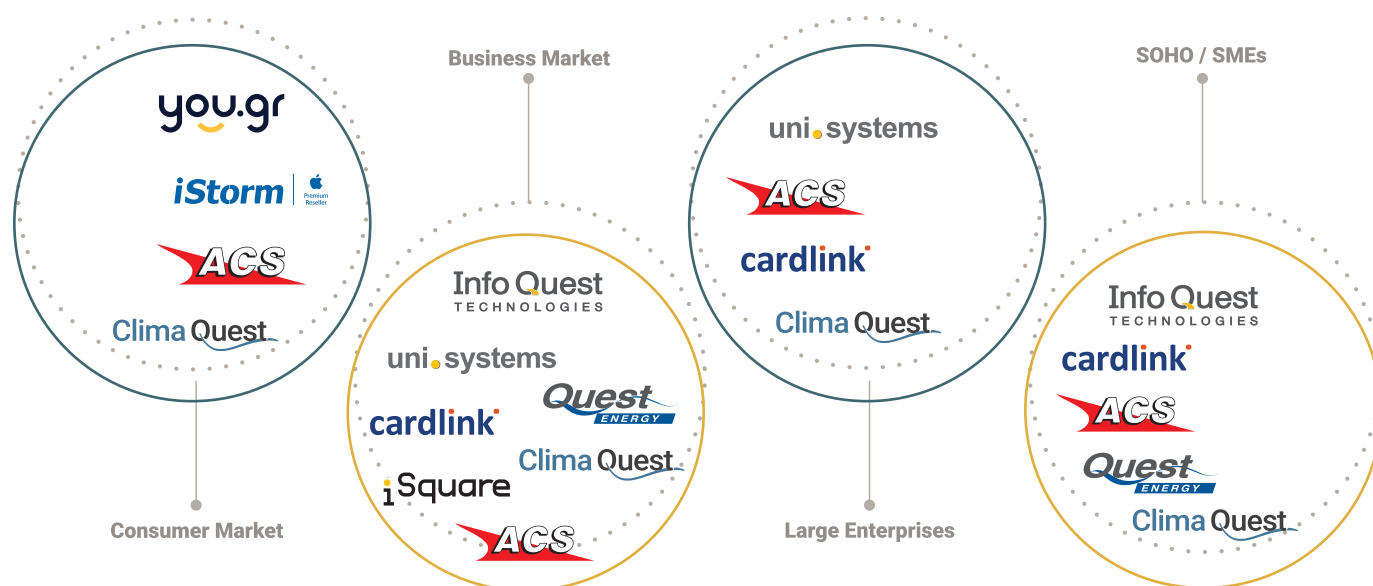 you.gr
iStorm
Premium
Reseller
ACS
Clima Quest
Consumer Market
Business Market
Info Quest
TECHNOLOGIES
uni.systems
Quest
ENERGY
cardlink
Clima Quest
iSquare
ACS
uni.systems
ACS
cardlink
Clima Quest
Large Enterprises
SOHO / SMEs
Info Quest
TECHNOLOGIES
cardlink
ACS
Quest
ENERGY
Clima Quest